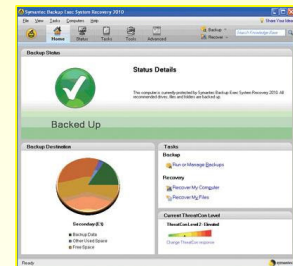 Symantec Backup Exec System Recovery 2010
File View Tasks Computers Help
Share Your Ideas
Home Status Tasks Tools Advanced
Backup
Recover
Backup Status
Status Details
The computer is currently protected by Symantec Backup Exec System Recovery 2010. All recommended drives, files and folders are backed up.
Backed Up
Backup Destination
Secondary (E:\)
Backup Data
Other Used Space
Free Space
Tasks
Backup
Run or Manage Backups
Recovery
Recover My Computer
Recover My Files
Current ThreatCon Level
ThreatCon Level 2 - Elevated
Change ThreatCon response
Ready
symantec